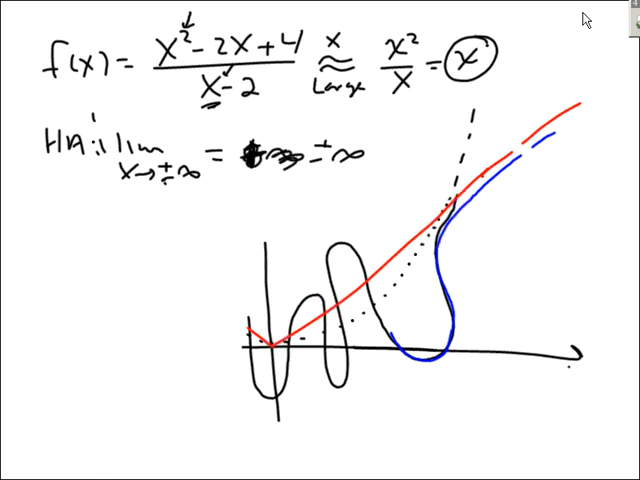 f(x) = x² - 2x + 4 / x - 2 ≈ x Large x² / x = x
HA: lim x→±∞ = ±∞